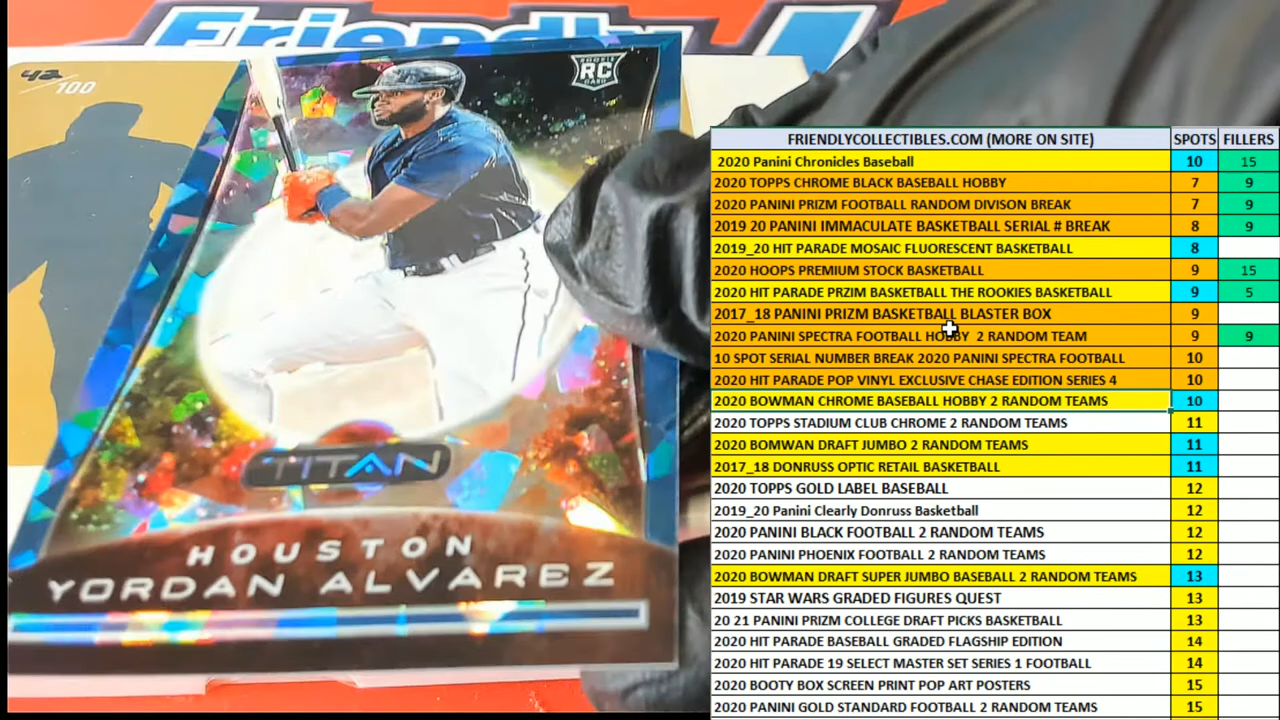 Friendly
42/100
ROOKIE
RC
CARD
TITAN
HOUSTON
YORDAN ALVAREZ
FRIENDLYCOLLECTIBLES.COM (MORE ON SITE) SPOTS FILLERS
2020 Panini Chronicles Baseball 10 15
2020 TOPPS CHROME BLACK BASEBALL HOBBY 7 9
2020 PANINI PRIZM FOOTBALL RANDOM DIVISON BREAK 7 9
2019 20 PANINI IMMACULATE BASKETBALL SERIAL # BREAK 8 9
2019_20 HIT PARADE MOSAIC FLUORESCENT BASKETBALL 8
2020 HOOPS PREMIUM STOCK BASKETBALL 9 15
2020 HIT PARADE PRZIM BASKETBALL THE ROOKIES BASKETBALL 9 5
2017_18 PANINI PRIZM BASKETBALL BLASTER BOX 9
2020 PANINI SPECTRA FOOTBALL HOBBY 2 RANDOM TEAM 9 9
10 SPOT SERIAL NUMBER BREAK 2020 PANINI SPECTRA FOOTBALL 10
2020 HIT PARADE POP VINYL EXCLUSIVE CHASE EDITION SERIES 4 10
2020 BOWMAN CHROME BASEBALL HOBBY 2 RANDOM TEAMS 10
2020 TOPPS STADIUM CLUB CHROME 2 RANDOM TEAMS 11
2020 BOMWAN DRAFT JUMBO 2 RANDOM TEAMS 11
2017_18 DONRUSS OPTIC RETAIL BASKETBALL 11
2020 TOPPS GOLD LABEL BASEBALL 12
2019_20 Panini Clearly Donruss Basketball 12
2020 PANINI BLACK FOOTBALL 2 RANDOM TEAMS 12
2020 PANINI PHOENIX FOOTBALL 2 RANDOM TEAMS 12
2020 BOWMAN DRAFT SUPER JUMBO BASEBALL 2 RANDOM TEAMS 13
2019 STAR WARS GRADED FIGURES QUEST 13
20 21 PANINI PRIZM COLLEGE DRAFT PICKS BASKETBALL 13
2020 HIT PARADE BASEBALL GRADED FLAGSHIP EDITION 14
2020 HIT PARADE 19 SELECT MASTER SET SERIES 1 FOOTBALL 14
2020 BOOTY BOX SCREEN PRINT POP ART POSTERS 15
2020 PANINI GOLD STANDARD FOOTBALL 2 RANDOM TEAMS 15